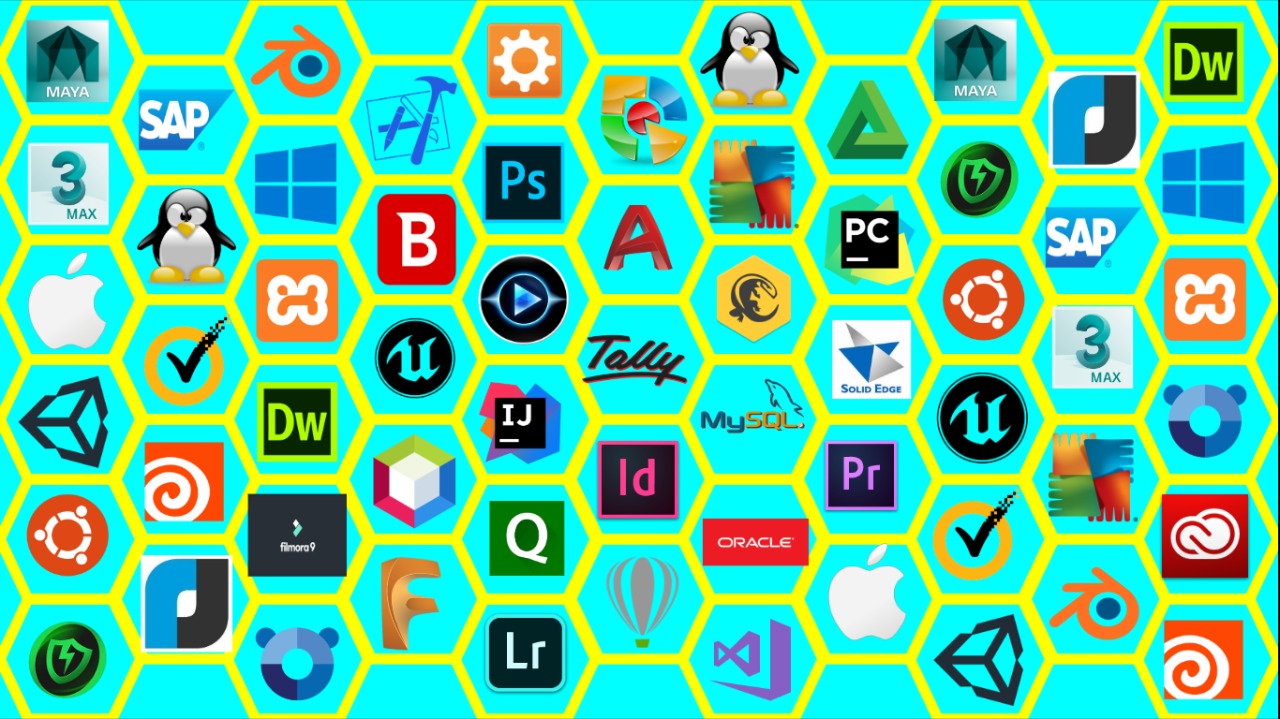 MAYA
MAYA
Dw
SAP®
Ps
3
MAX
B
PC
SAP®
Tally
3
MAX
SOLID EDGE
Dw
IJ
MySQL
Id
Pr
filmora9
Q
ORACLE
Lr